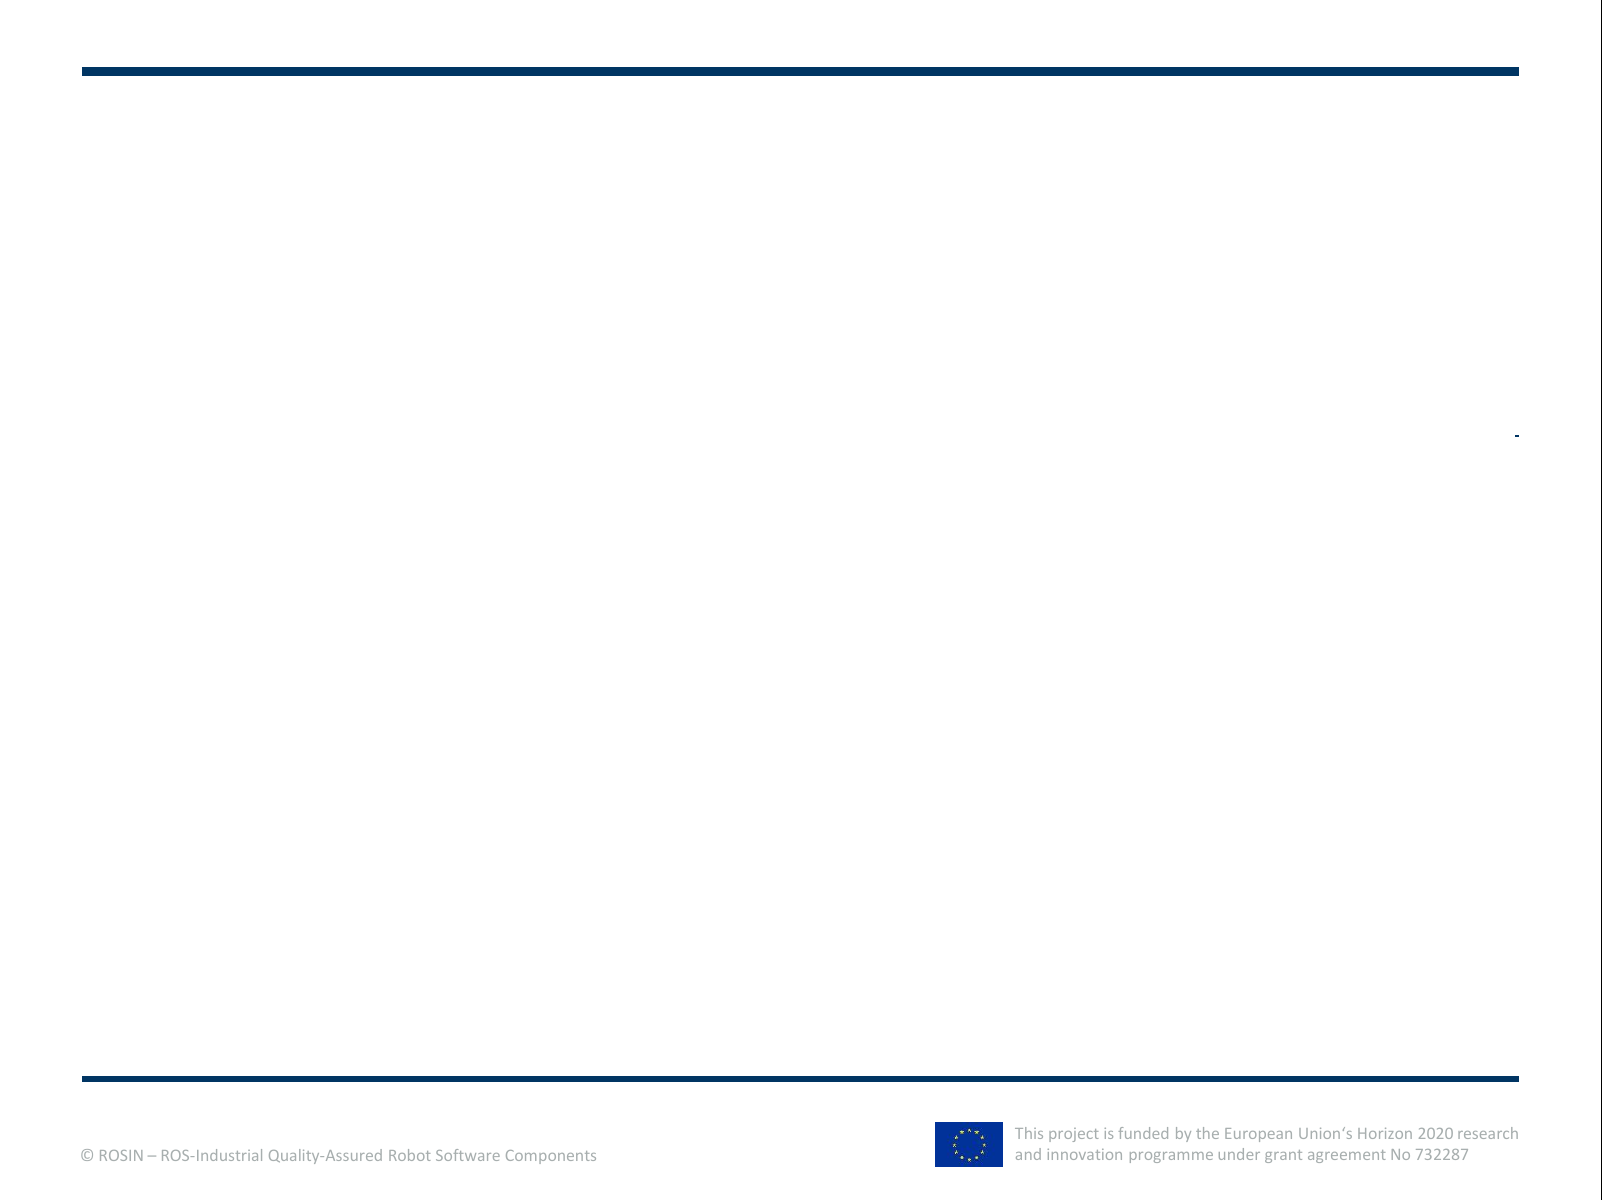 © ROSIN – ROS-Industrial Quality-Assured Robot Software Components
This project is funded by the European Union‘s Horizon 2020 research
and innovation programme under grant agreement No 732287